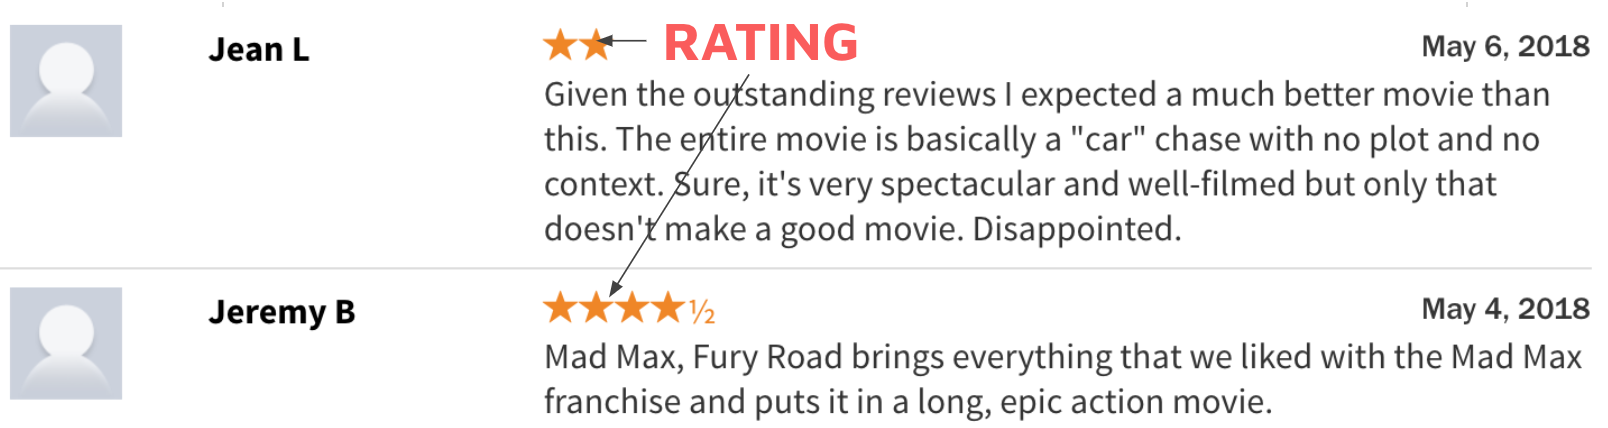 Jean L
RATING
May 6, 2018
Given the outstanding reviews I expected a much better movie than
this. The entire movie is basically a "car" chase with no plot and no
context. Sure, it's very spectacular and well-filmed but only that
doesn't make a good movie. Disappointed.
Jeremy B
½
May 4, 2018
Mad Max, Fury Road brings everything that we liked with the Mad Max
franchise and puts it in a long, epic action movie.